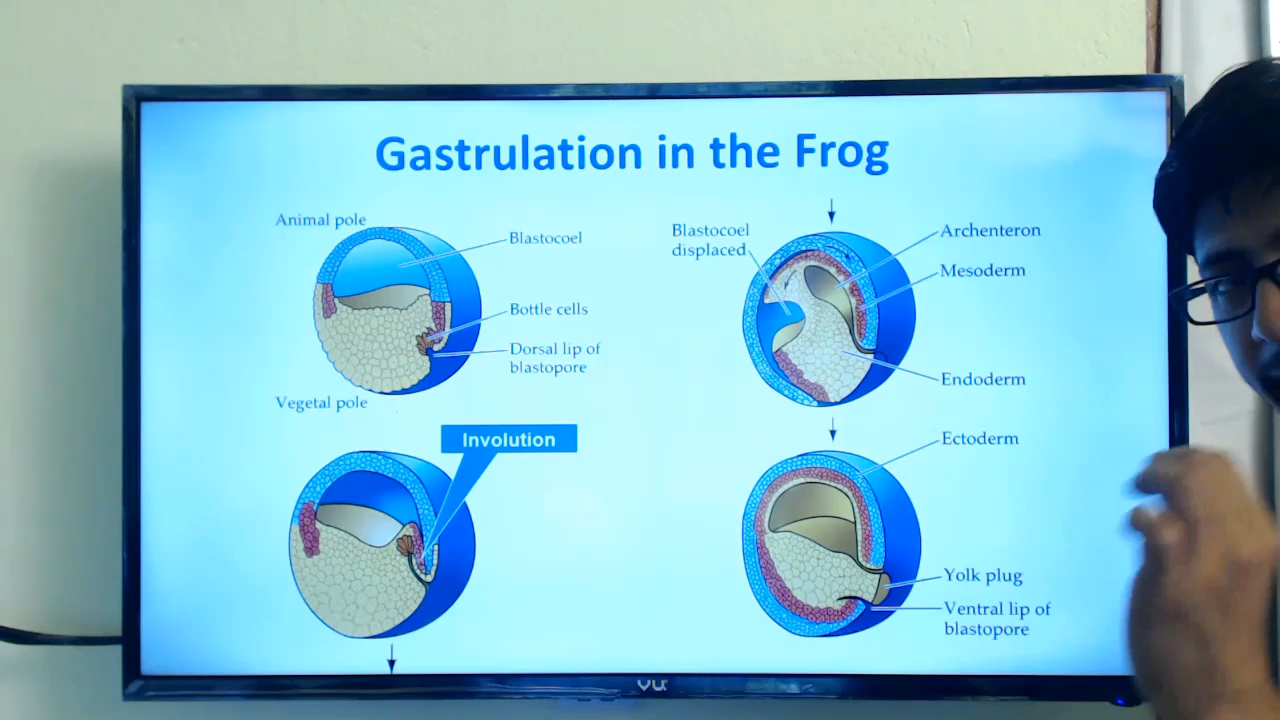 Gastrulation in the Frog
Animal pole
Blastocoel
Bottle cells
Dorsal lip of
blastopore
Vegetal pole
Involution
Blastocoel
displaced
Archenteron
Mesoderm
Endoderm
Ectoderm
Yolk plug
Ventral lip of
blastopore
VU